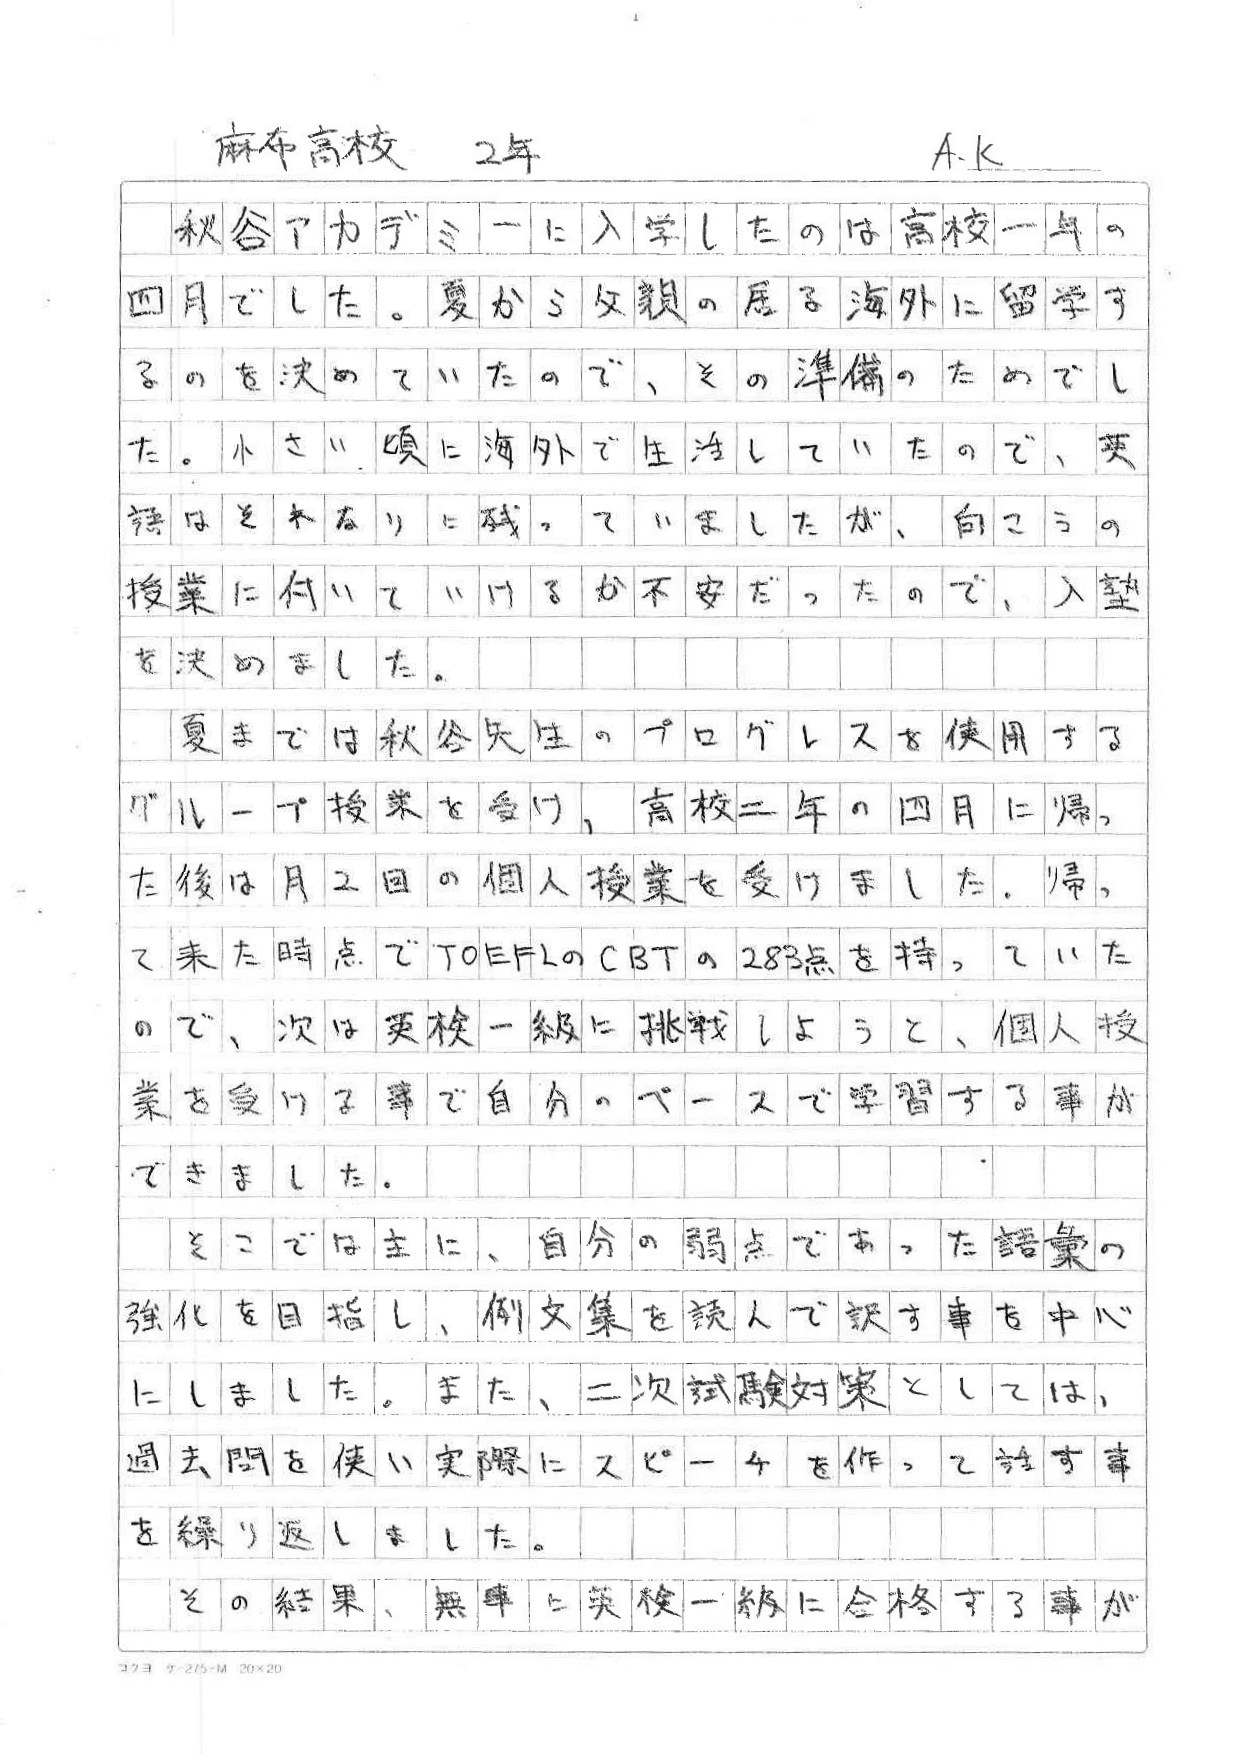 麻布高校　2年　A.K
秋谷アカデミーに入学したのは高校一年の
四月でした。夏から父親の居る海外に留学す
るのを決めていたので、その準備のためでし
た。小さい頃に海外で生活していたので、英
語はそれなりに残っていましたが、向こうの
授業に付いていけるか不安だったので、入塾
を決めました。
夏までは秋谷先生のプログレスを使用する
グループ授業を受け、高校二年の四月に帰っ
た後は月2回の個人授業を受けました。帰っ
て来た時点でTOEFLのCBTの283点を持っていた
ので、次は英検一級に挑戦しようと、個人授
業を受ける事で自分のペースで学習する事が
できました。
そこでは主に、自分の弱点であった語彙の
強化を目指し、例文集を読んで訳す事を中心
にしました。また、二次試験対策としては、
過去問を使い実際にスピーチを作って話す事
を繰り返しました。
その結果、無事に英検一級に合格する事が
コクヨ ケ-275-M 20×20